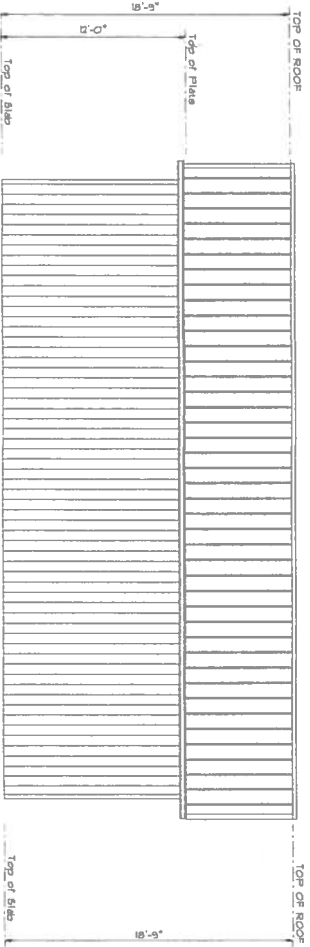 TOP OF ROOF
18'-9"
12'-0"
Top of Plate
Top of Slab
TOP OF ROOF
18'-9"
Top of Slab